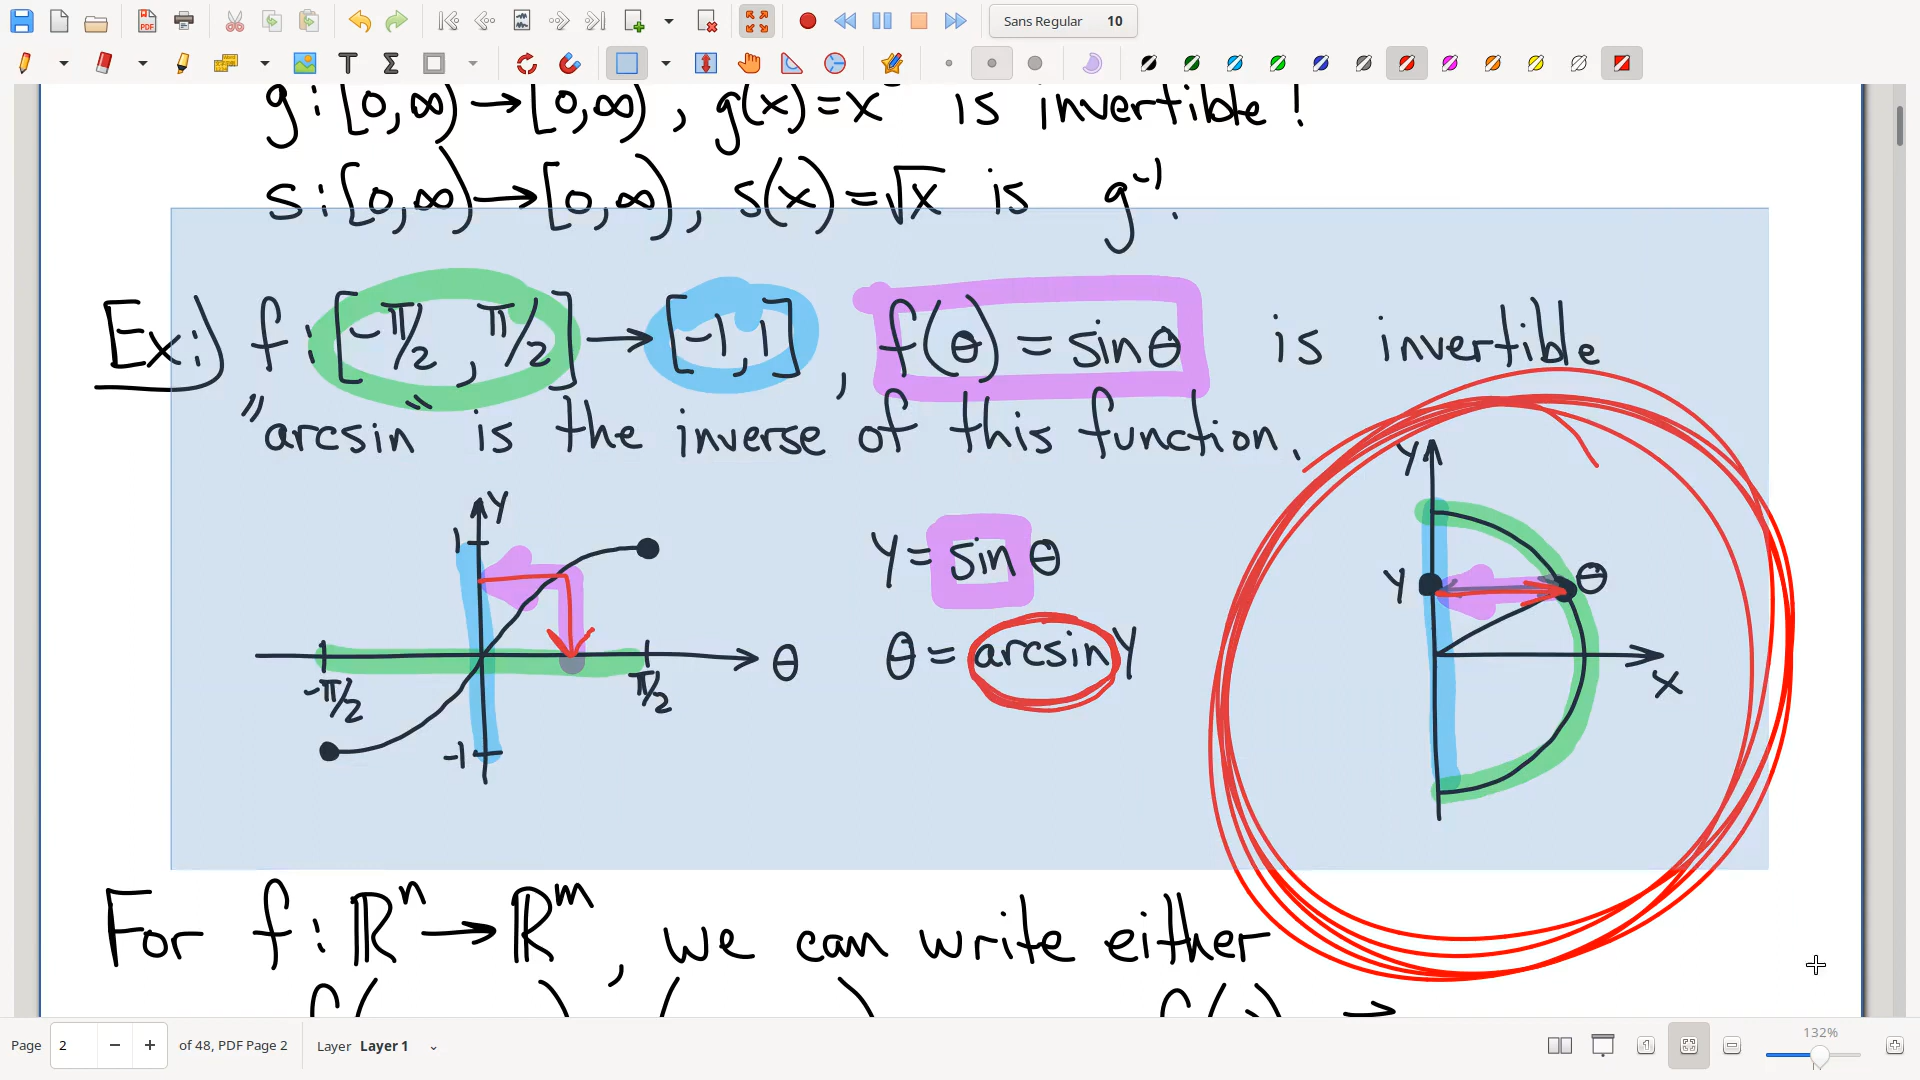 Sans Regular 10
g : [0,∞) → [0,∞) , g(x) = x is invertible !
s : [0,∞) → [0,∞) , s(x) = √x is g⁻¹.
Ex:) f : [-π/2 , π/2] → [-1, 1] , f(θ) = sinθ is invertible
"arcsin" is the inverse of this function.
y
1
-π/2
π/2
θ
-1
y = sin θ
θ = arcsin y
y
y
θ
x
For f : ℝⁿ → ℝᵐ , we can write either
Page 2 of 48, PDF Page 2 Layer Layer 1
132%